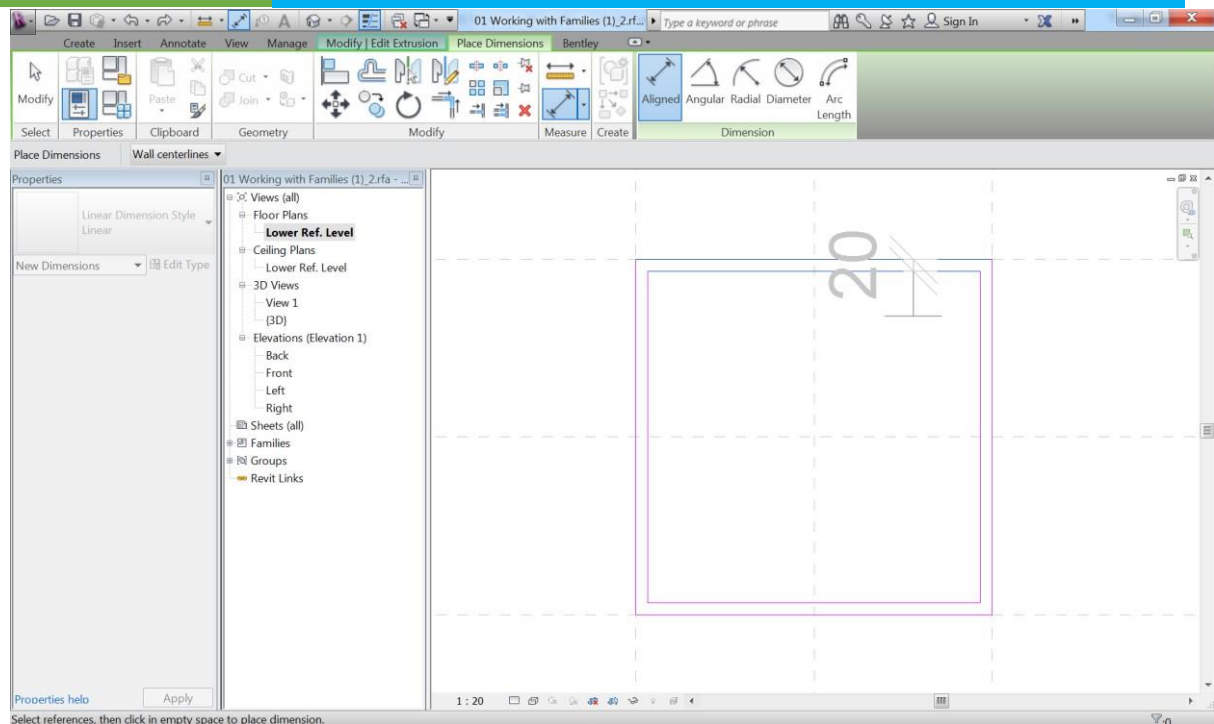 01 Working with Families (1)_2.rf...
Type a keyword or phrase
Sign In
Create Insert Annotate View Manage Modify | Edit Extrusion Place Dimensions Bentley
Modify
Paste
Cut
Join
Aligned Angular Radial Diameter Arc Length
Select Properties Clipboard Geometry Modify Measure Create Dimension
Place Dimensions Wall centerlines
Properties
Linear Dimension Style
Linear
New Dimensions Edit Type
Properties help Apply
01 Working with Families (1)_2.rfa - ...
Views (all)
Floor Plans
Lower Ref. Level
Ceiling Plans
Lower Ref. Level
3D Views
View 1
{3D}
Elevations (Elevation 1)
Back
Front
Left
Right
Sheets (all)
Families
Groups
Revit Links
20
1 : 20
Select references, then click in empty space to place dimension.
:0